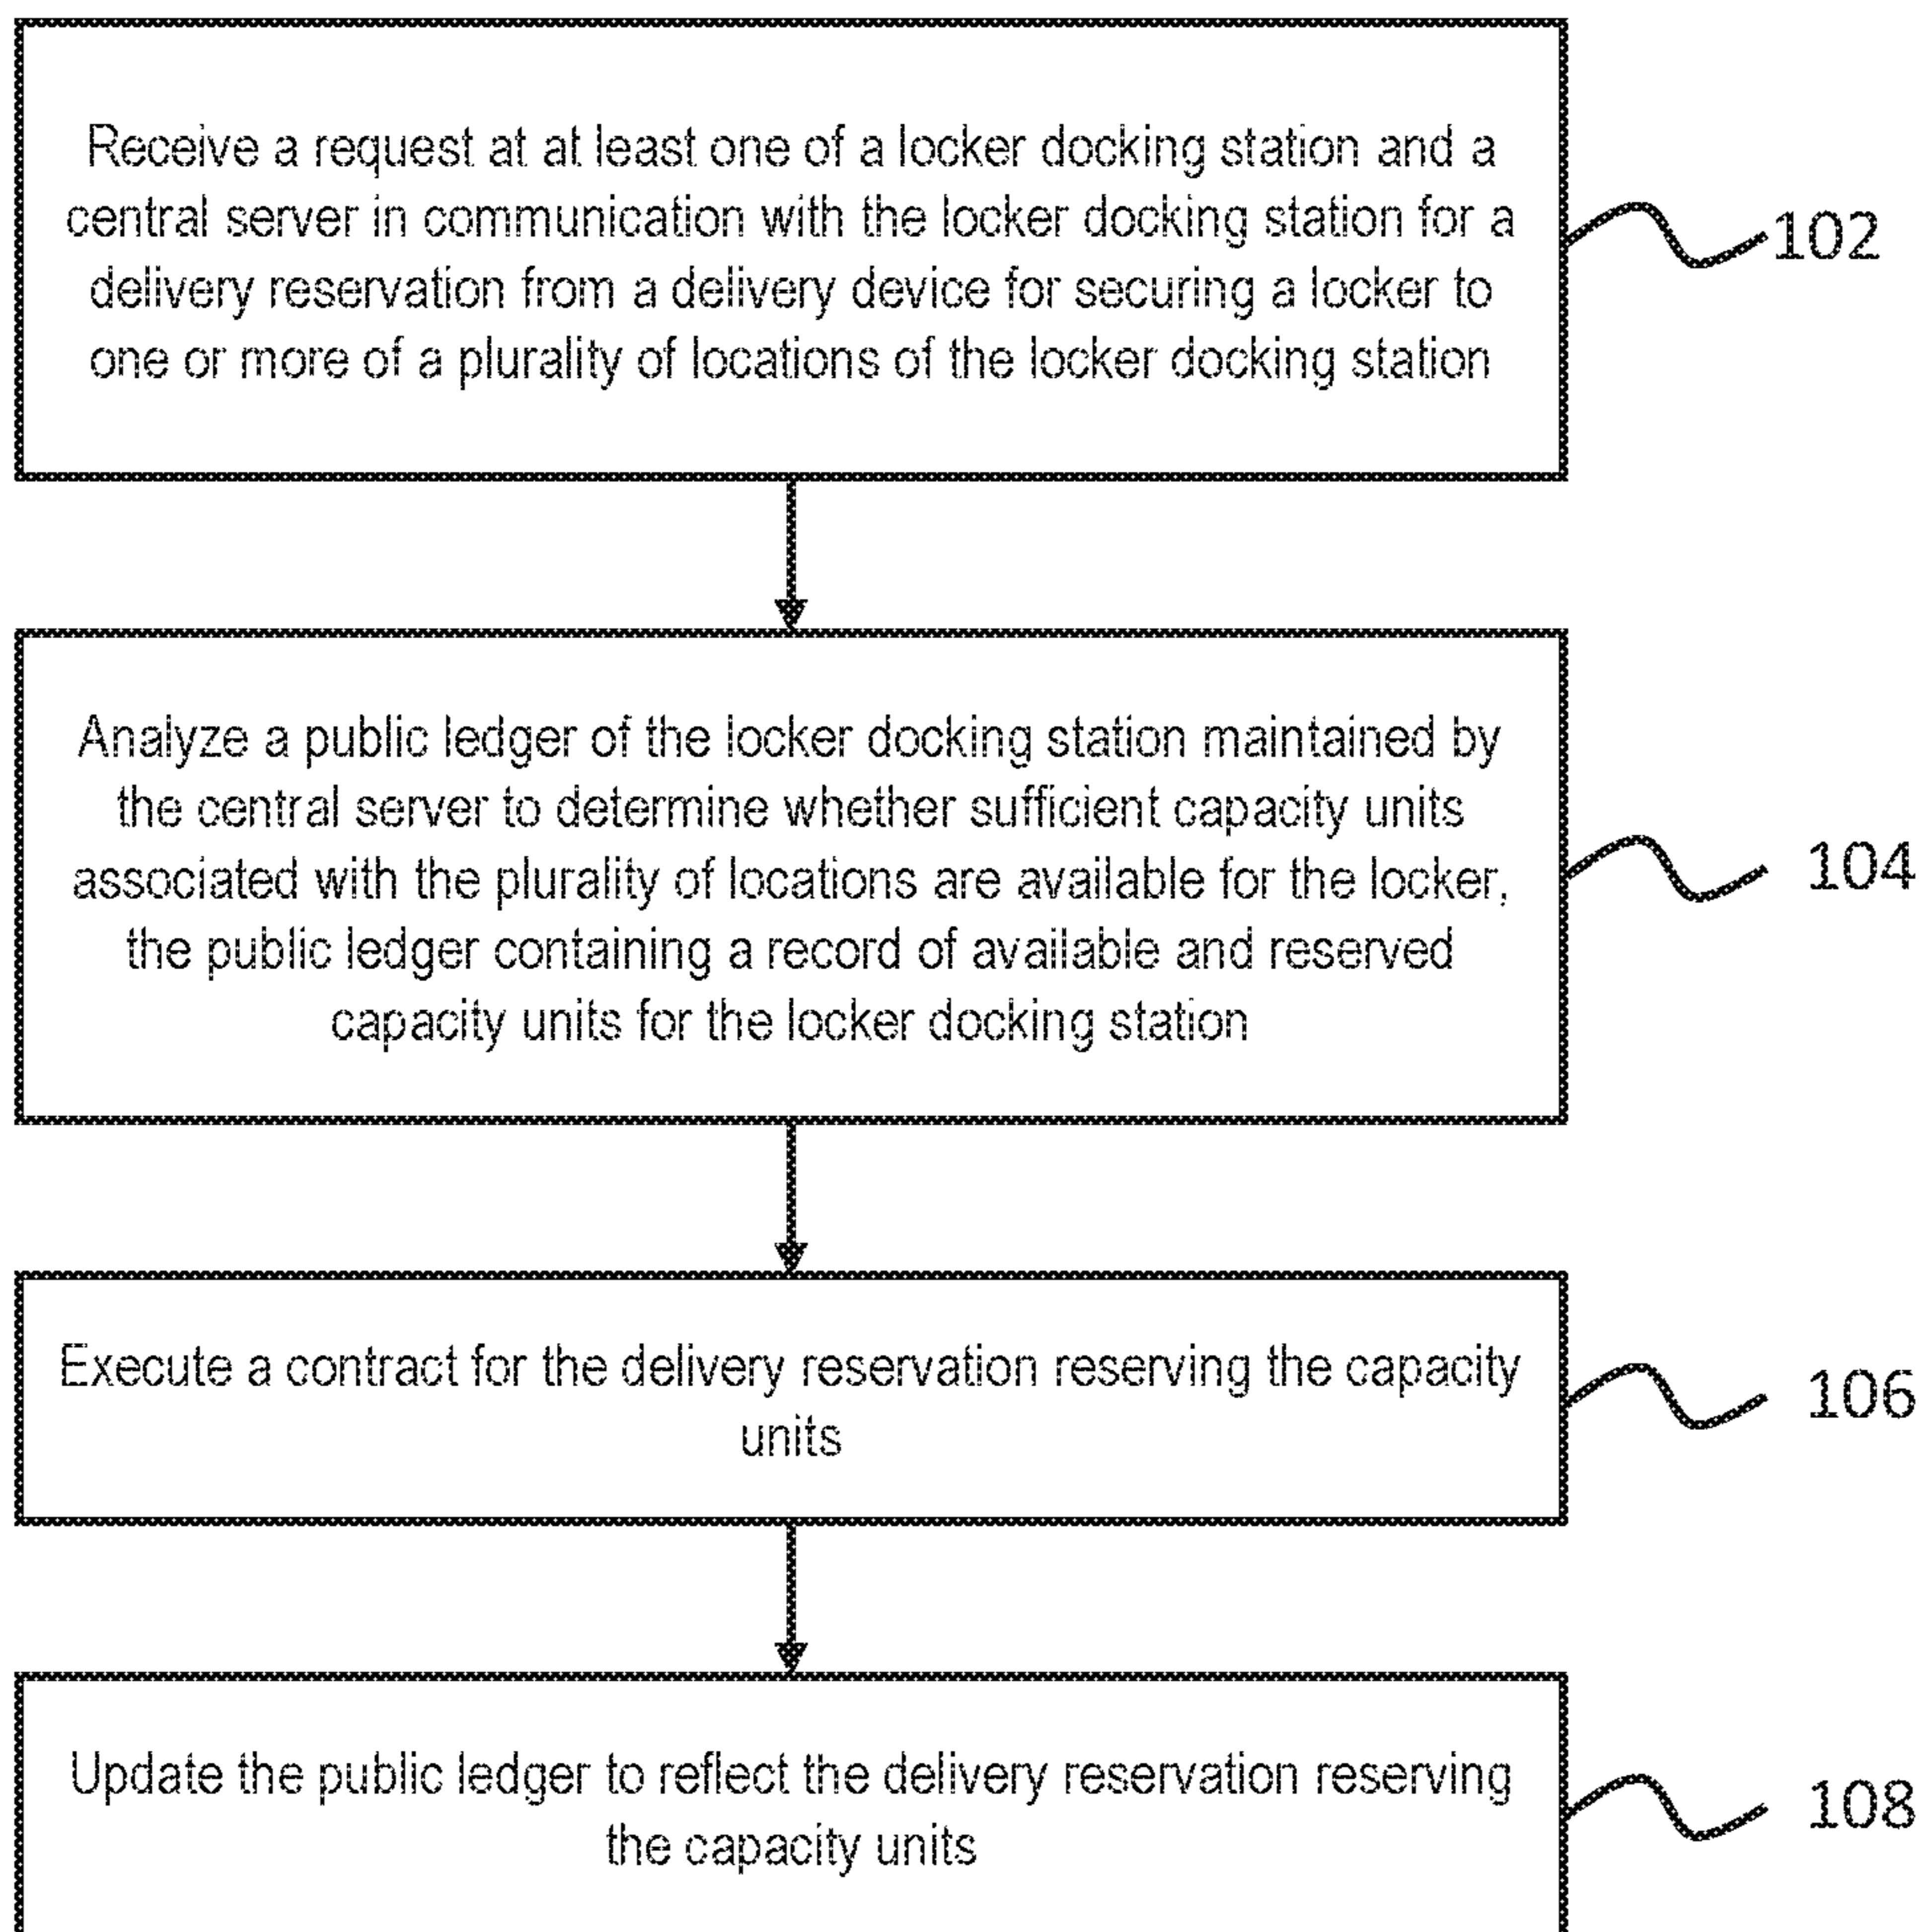 Receive a request at at least one of a locker docking station and a
central server in communication with the locker docking station for a
delivery reservation from a delivery device for securing a locker to
one or more of a plurality of locations of the locker docking station
102
Analyze a public ledger of the locker docking station maintained by
the central server to determine whether sufficient capacity units
associated with the plurality of locations are available for the locker,
the public ledger containing a record of available and reserved
capacity units for the locker docking station
104
Execute a contract for the delivery reservation reserving the capacity
units
106
Update the public ledger to reflect the delivery reservation reserving
the capacity units
108